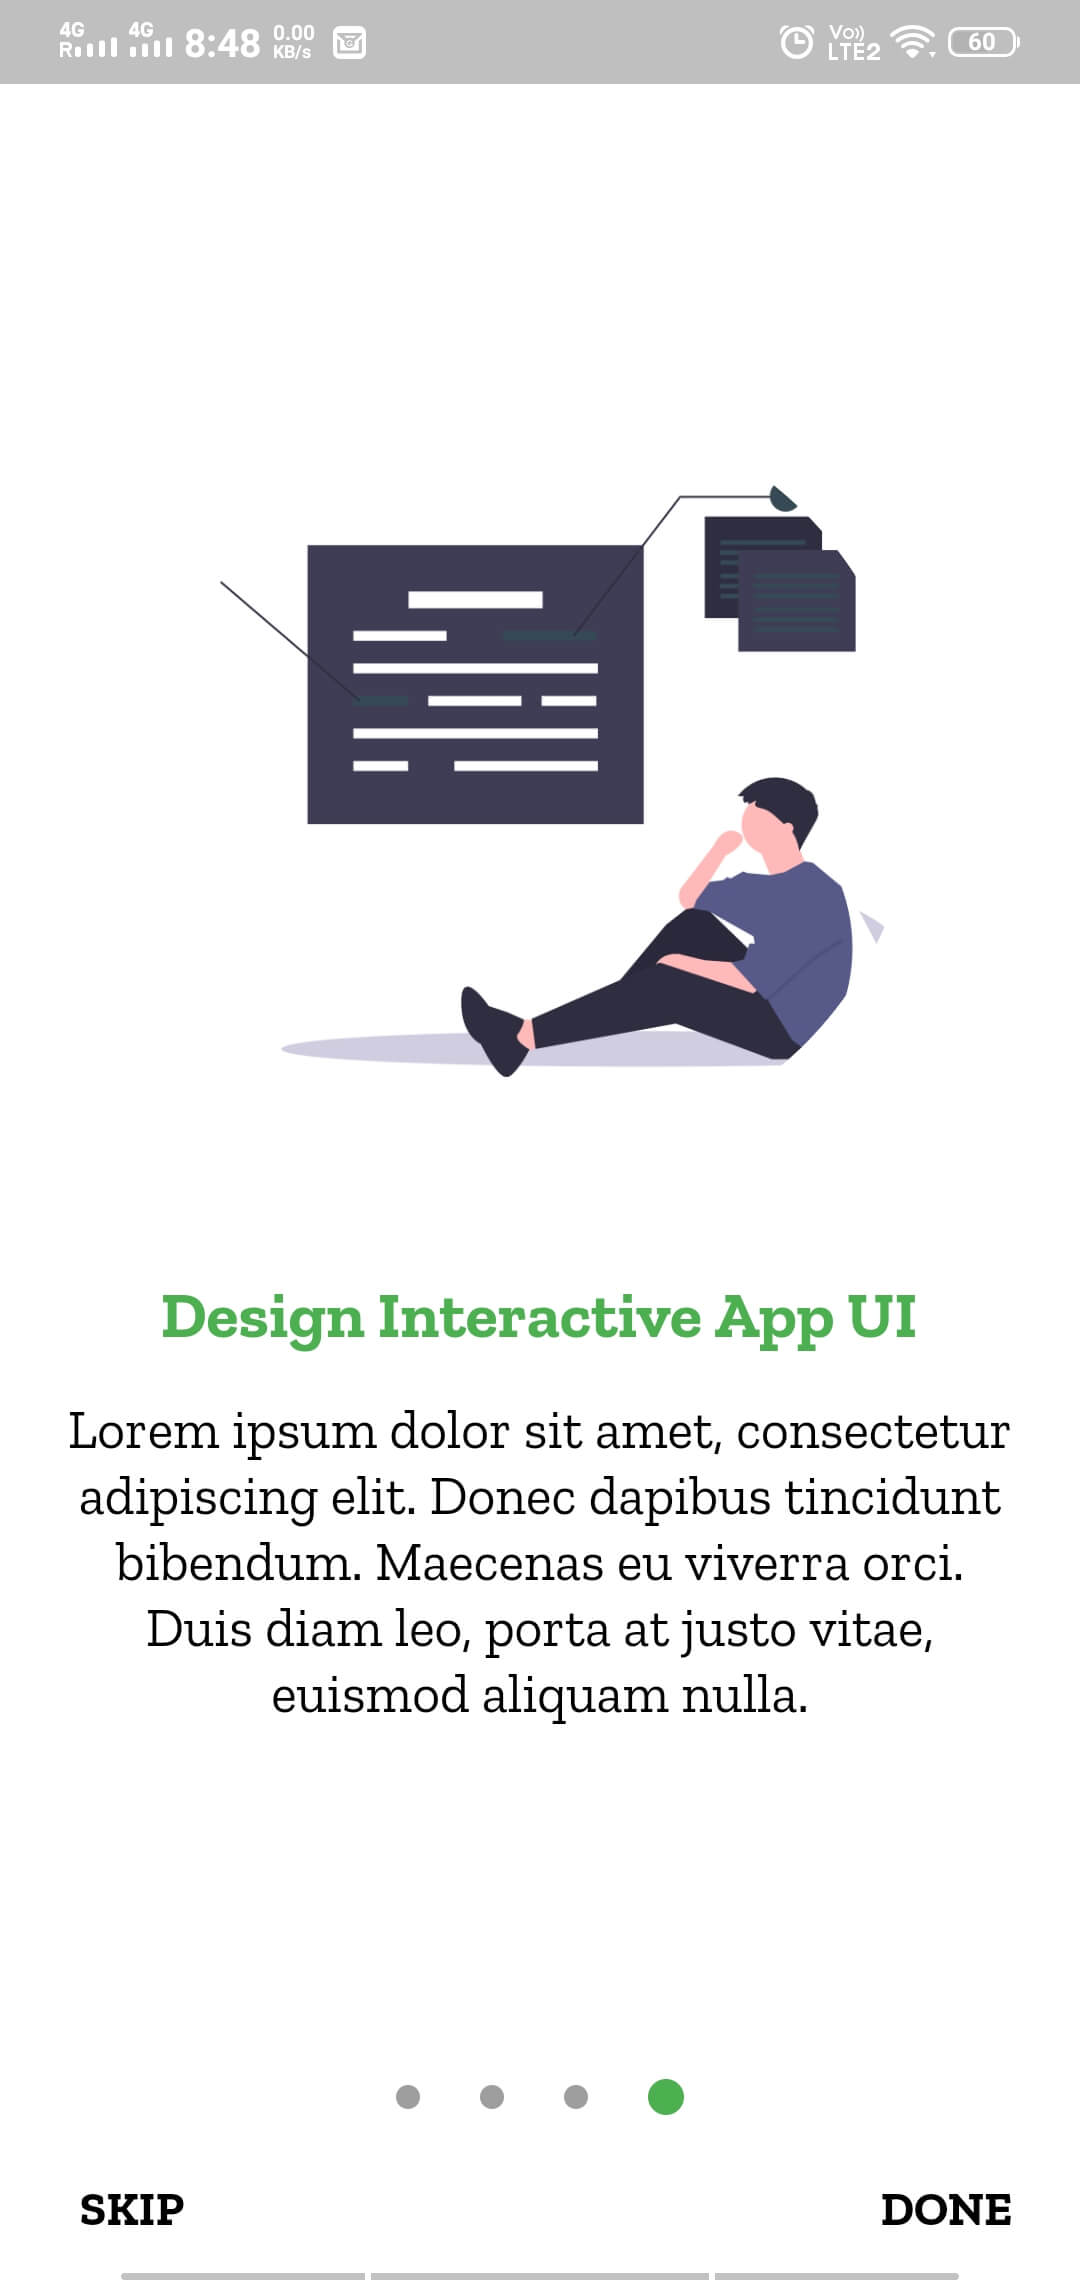 4G 4G 8:48 0.00 Vo)) 60
R KB/s LTE2
Design Interactive App UI
Lorem ipsum dolor sit amet, consectetur
adipiscing elit. Donec dapibus tincidunt
bibendum. Maecenas eu viverra orci.
Duis diam leo, porta at justo vitae,
euismod aliquam nulla.
SKIP DONE